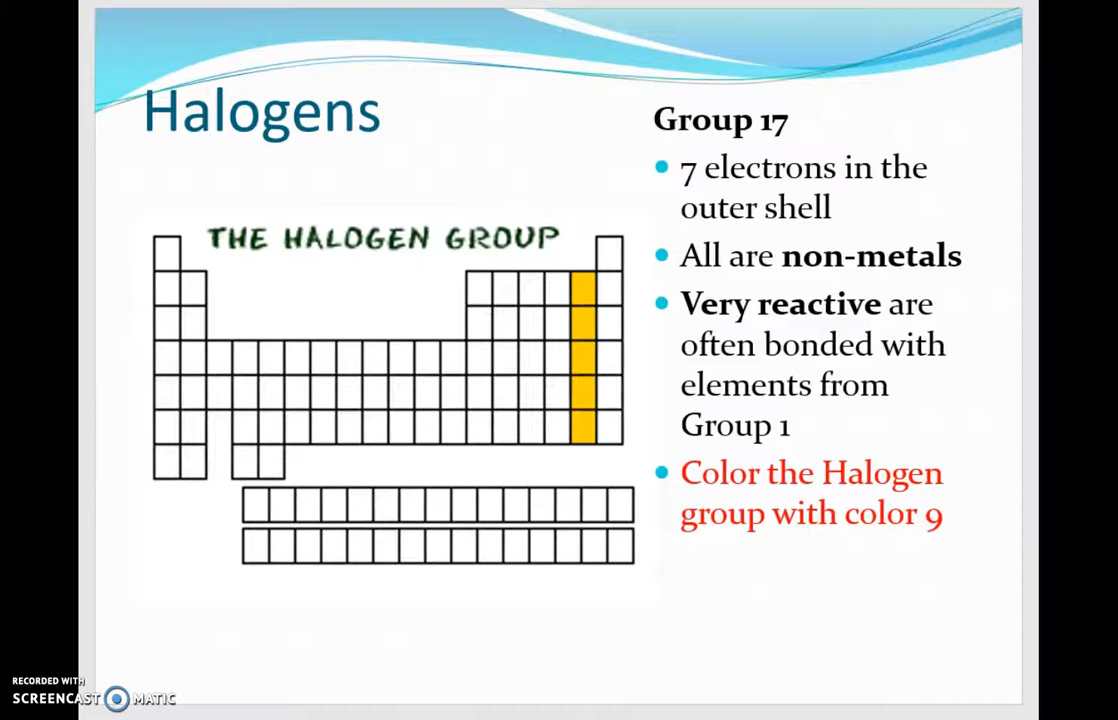 Halogens
THE HALOGEN GROUP
Group 17
7 electrons in the
outer shell
All are non-metals
Very reactive are
often bonded with
elements from
Group 1
Color the Halogen
group with color 9
RECORDED WITH
SCREENCAST MATIC